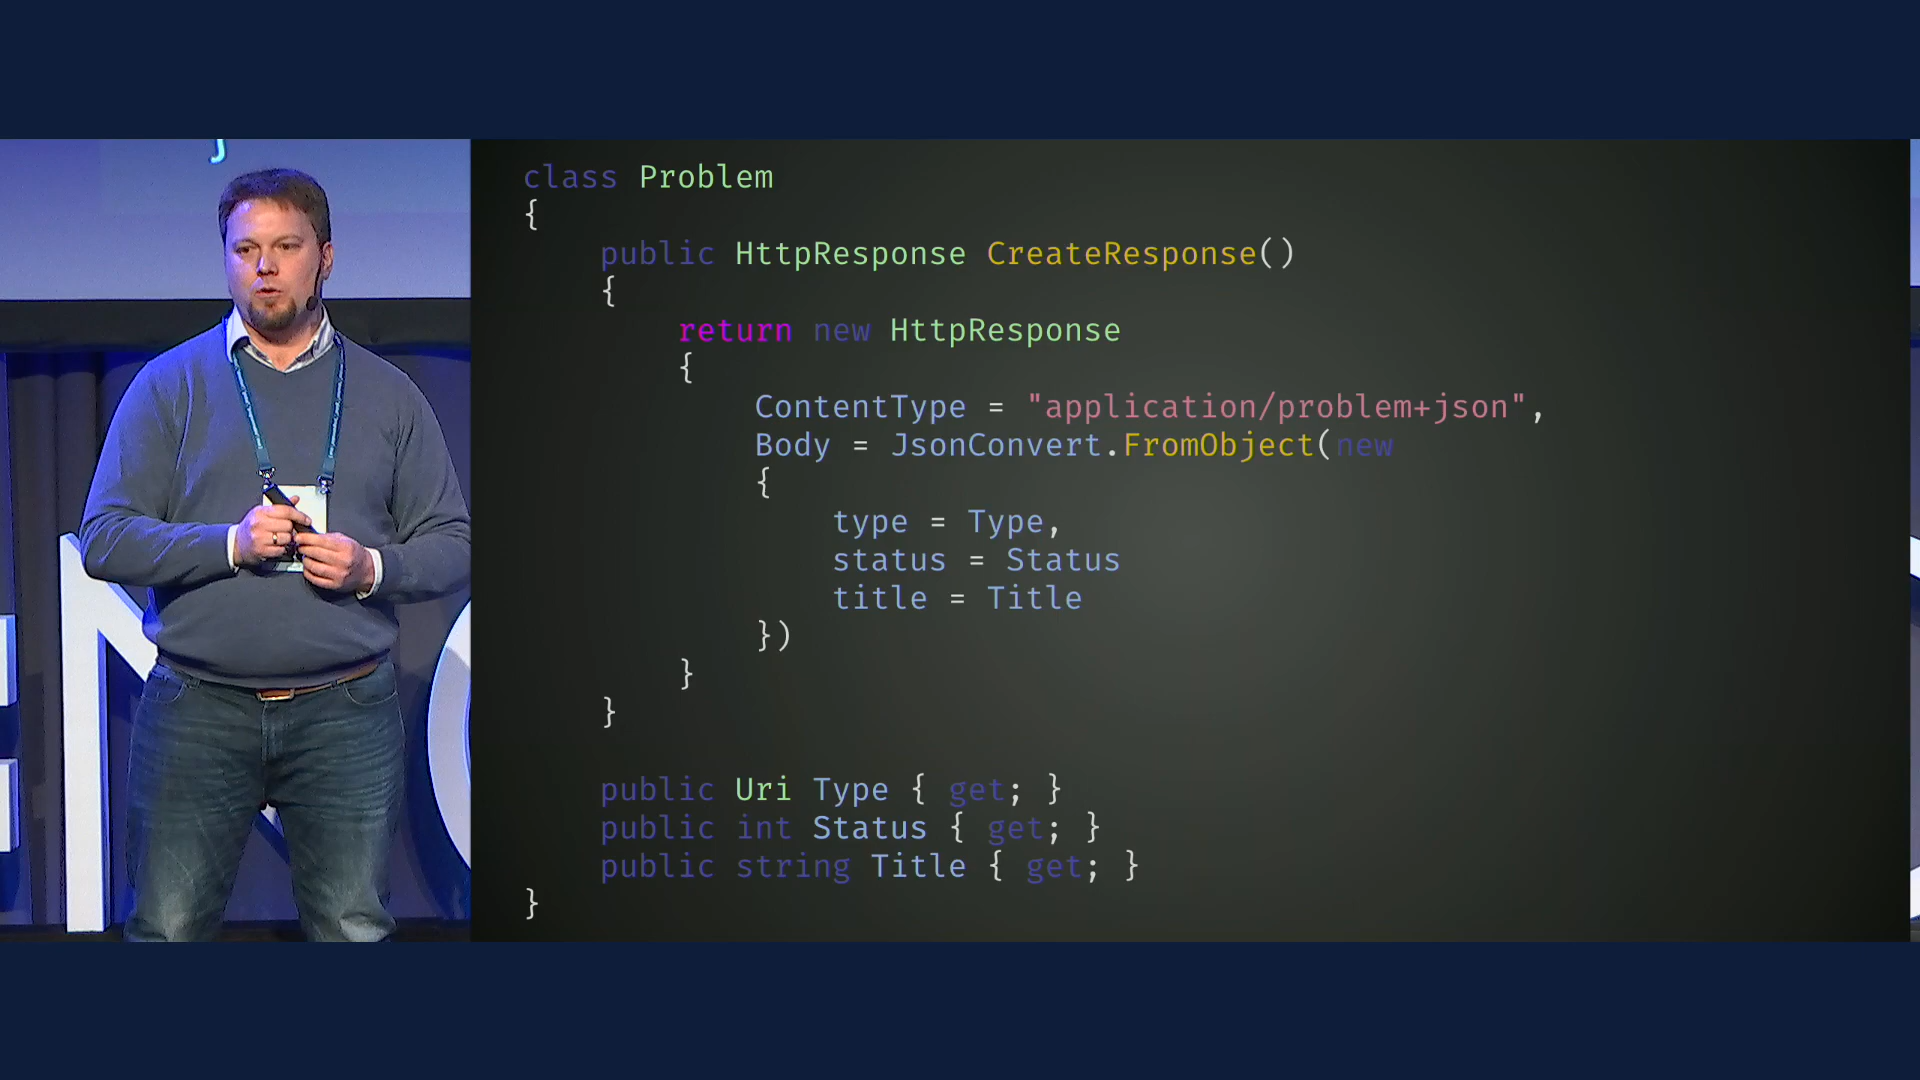 class Problem
{
    public HttpResponse CreateResponse()
    {
        return new HttpResponse
        {
            ContentType = "application/problem+json",
            Body = JsonConvert.FromObject(new
            {
                type = Type,
                status = Status
                title = Title
            })
        }
    }

    public Uri Type { get; }
    public int Status { get; }
    public string Title { get; }
}